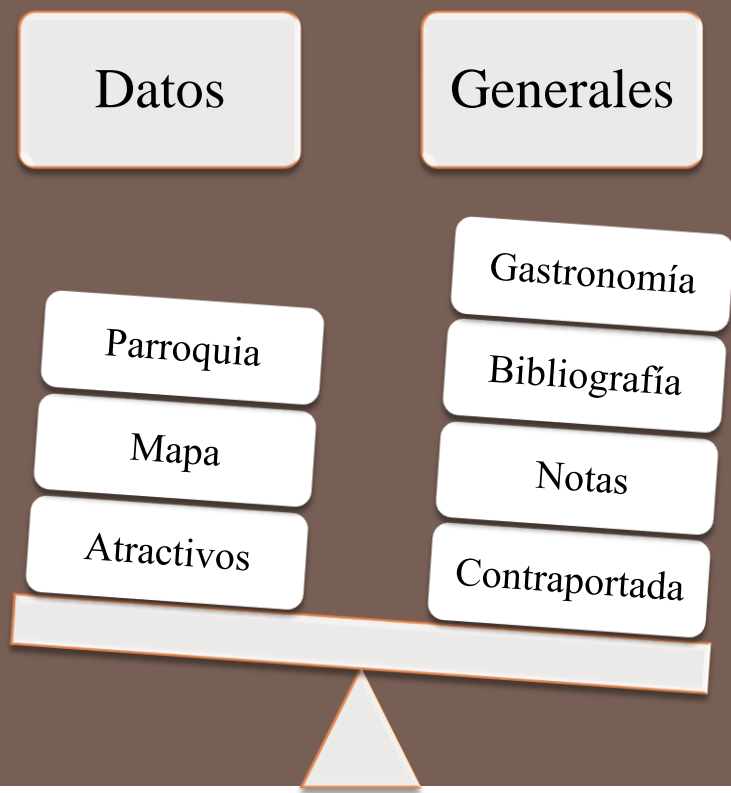 Datos
Generales
Parroquia
Mapa
Atractivos
Gastronomía
Bibliografía
Notas
Contraportada